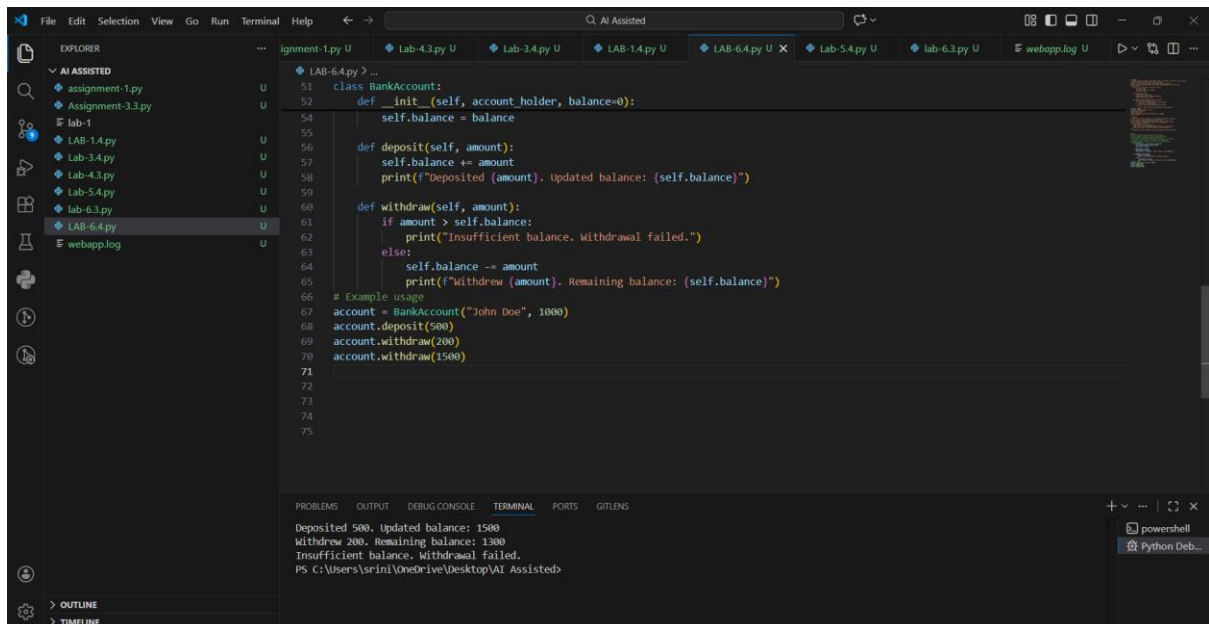 File Edit Selection View Go Run Terminal Help
AI Assisted
EXPLORER
AI ASSISTED
assignment-1.py U
Assignment-3.3.py U
lab-1
LAB-1.4.py U
Lab-3.4.py U
Lab-4.3.py U
Lab-5.4.py U
lab-6.3.py U
LAB-6.4.py U
webapp.log U
OUTLINE
TIMELINE
9
ignment-1.py U Lab-4.3.py U Lab-3.4.py U LAB-1.4.py U LAB-6.4.py U Lab-5.4.py U lab-6.3.py U webapp.log U
LAB-6.4.py > ...
51 class BankAccount:
52 def __init__(self, account_holder, balance=0):
54 self.balance = balance
55
56 def deposit(self, amount):
57 self.balance += amount
58 print(f"Deposited {amount}. Updated balance: {self.balance}")
59
60 def withdraw(self, amount):
61 if amount > self.balance:
62 print("Insufficient balance. Withdrawal failed.")
63 else:
64 self.balance -= amount
65 print(f"Withdrew {amount}. Remaining balance: {self.balance}")
66 # Example usage
67 account = BankAccount("John Doe", 1000)
68 account.deposit(500)
69 account.withdraw(200)
70 account.withdraw(1500)
71
72
73
74
75
PROBLEMS OUTPUT DEBUG CONSOLE TERMINAL PORTS GITLENS
Deposited 500. Updated balance: 1500
Withdrew 200. Remaining balance: 1300
Insufficient balance. Withdrawal failed.
PS C:\Users\srini\OneDrive\Desktop\AI Assisted>
powershell
Python Deb...